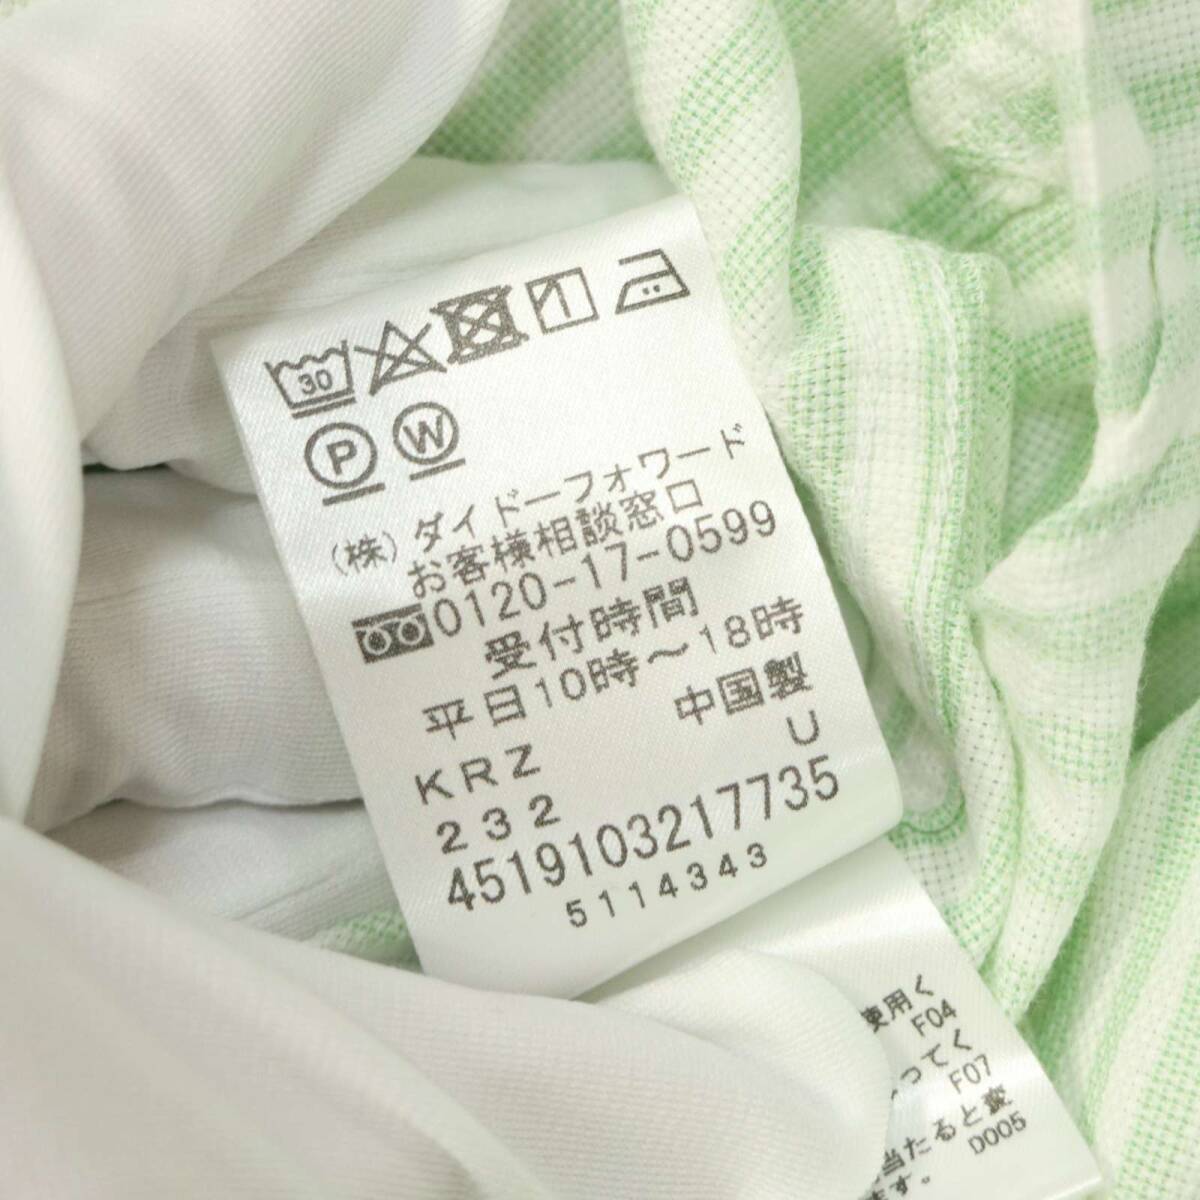 30
P W
(株)ダイドーフォワード
お客様相談窓口
0120-17-0599
受付時間
平日10時～18時
中国製
KRZ U
232
4519103217735
5114343
使用く
F04
ってく
F07
当たると変
D005
ます。